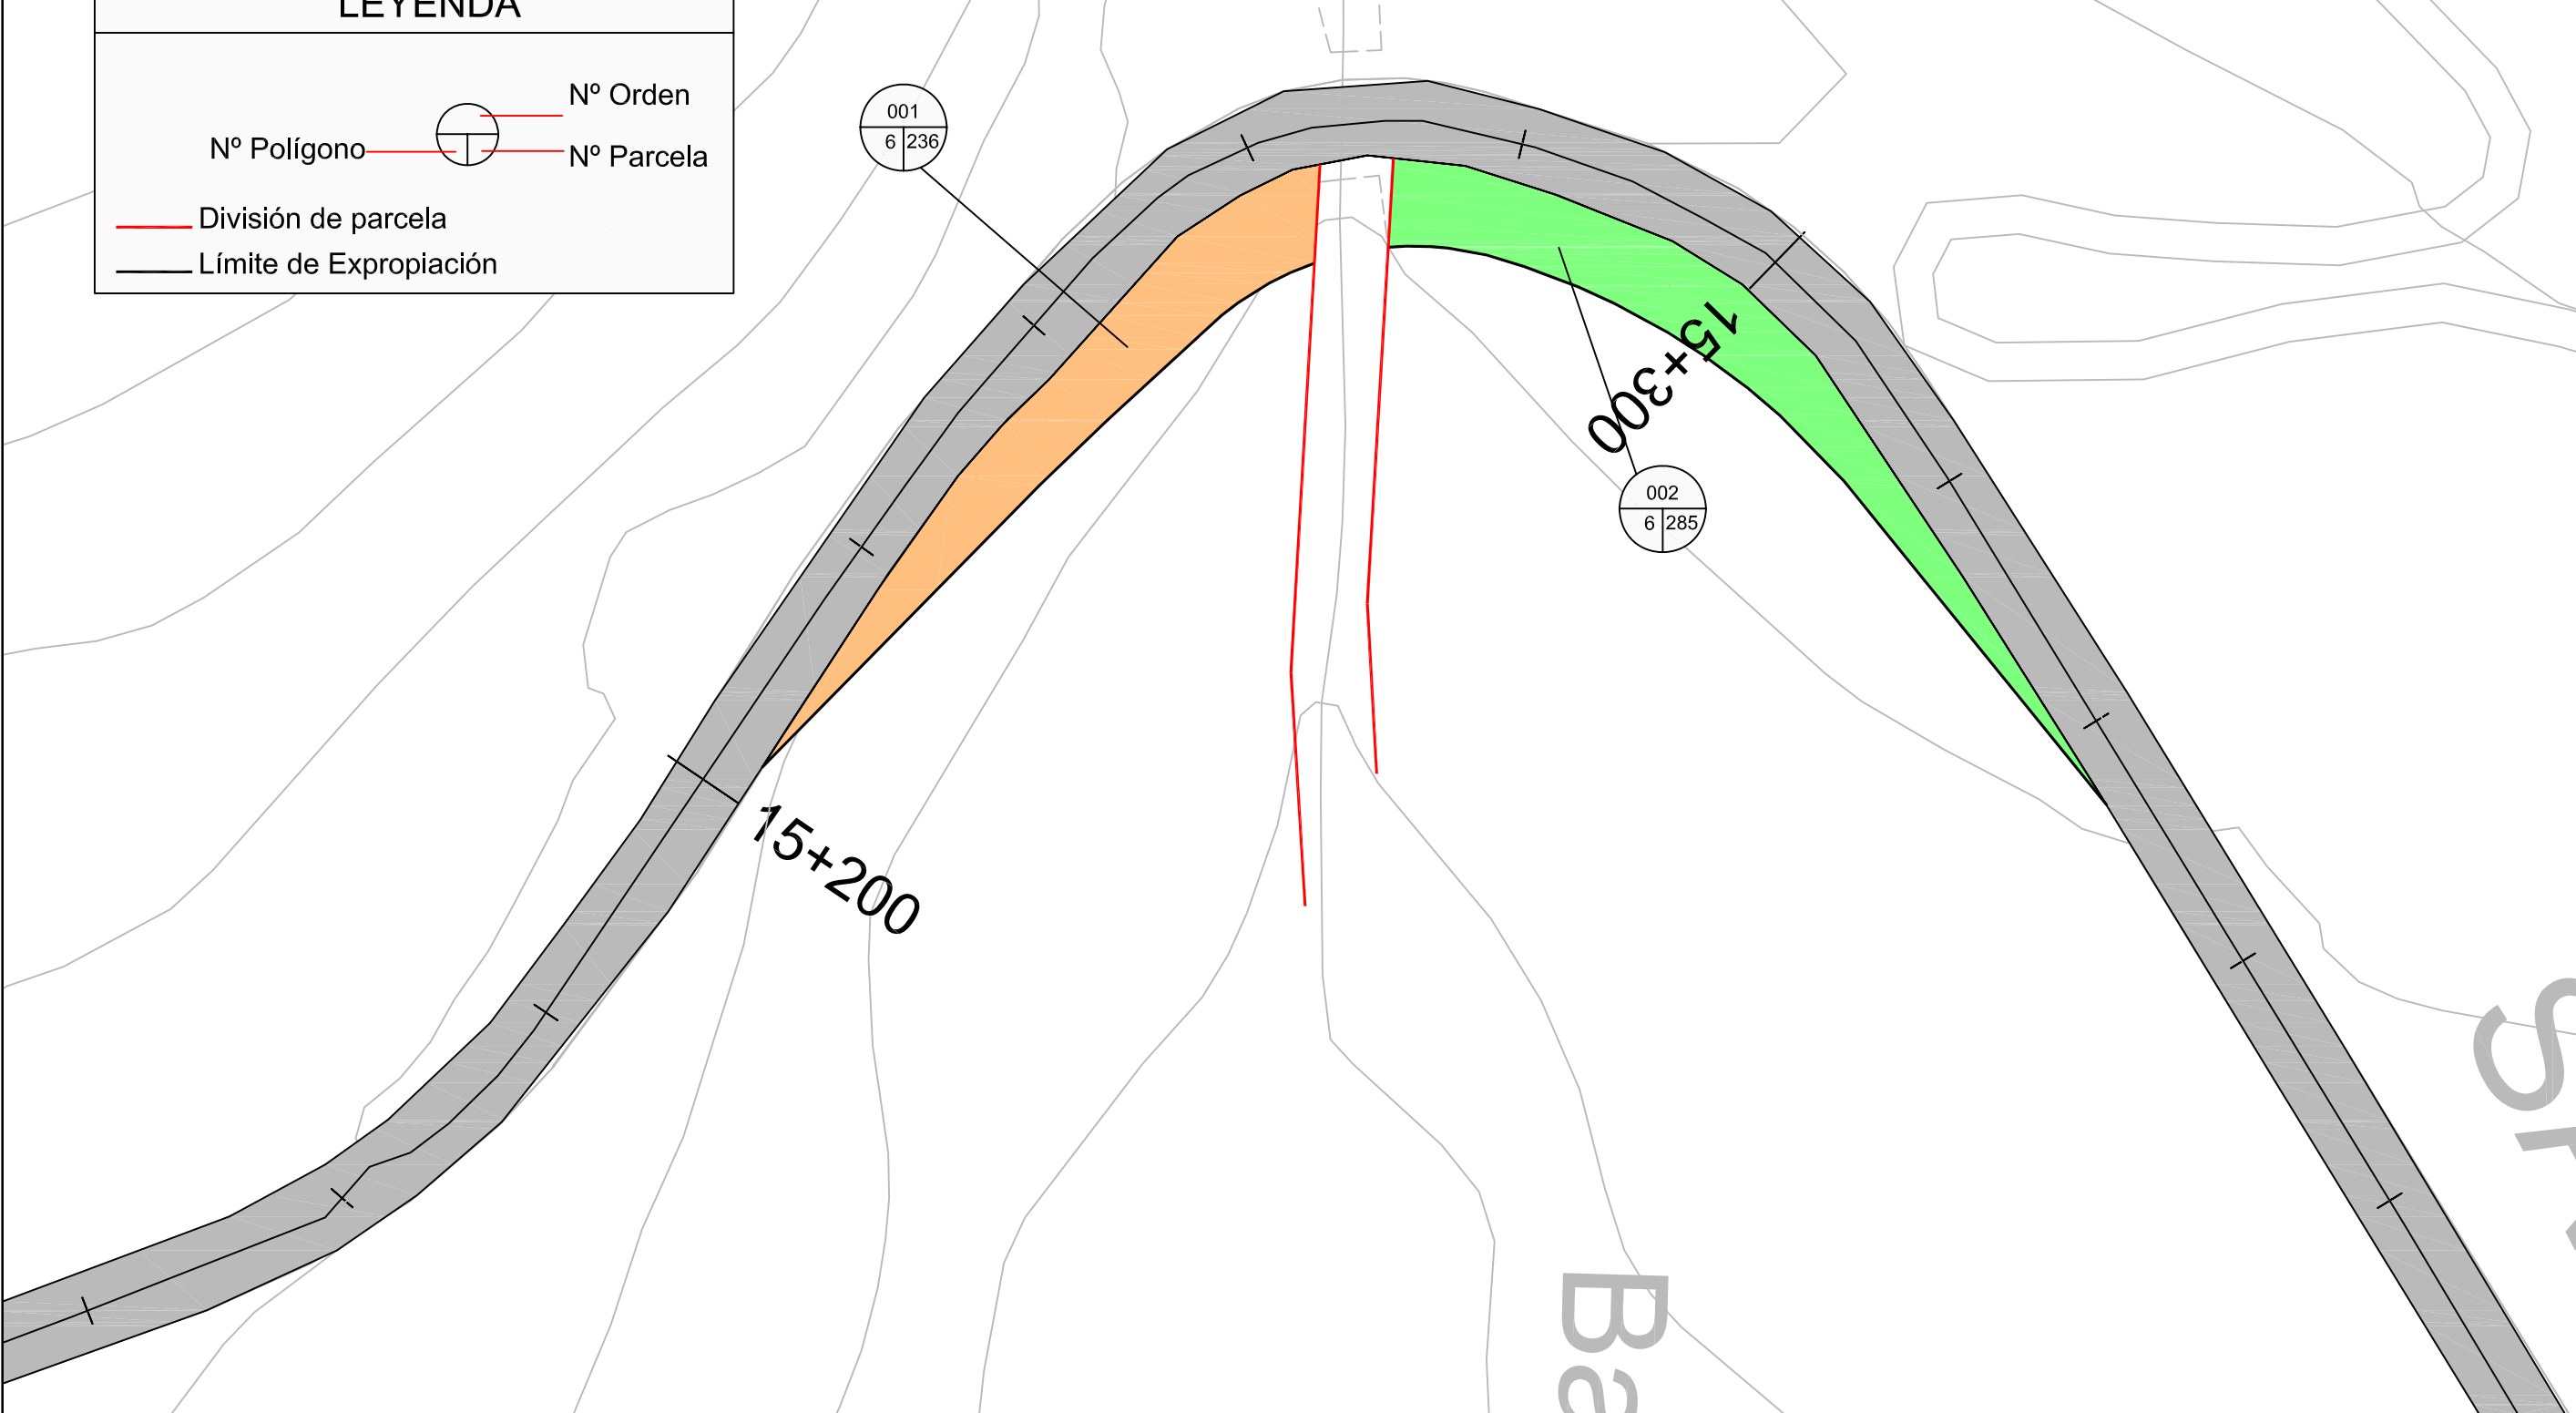 LEYENDA
Nº Orden
Nº Polígono
Nº Parcela
División de parcela
Límite de Expropiación
001
6 236
15+300
002
6 285
15+200
Ba